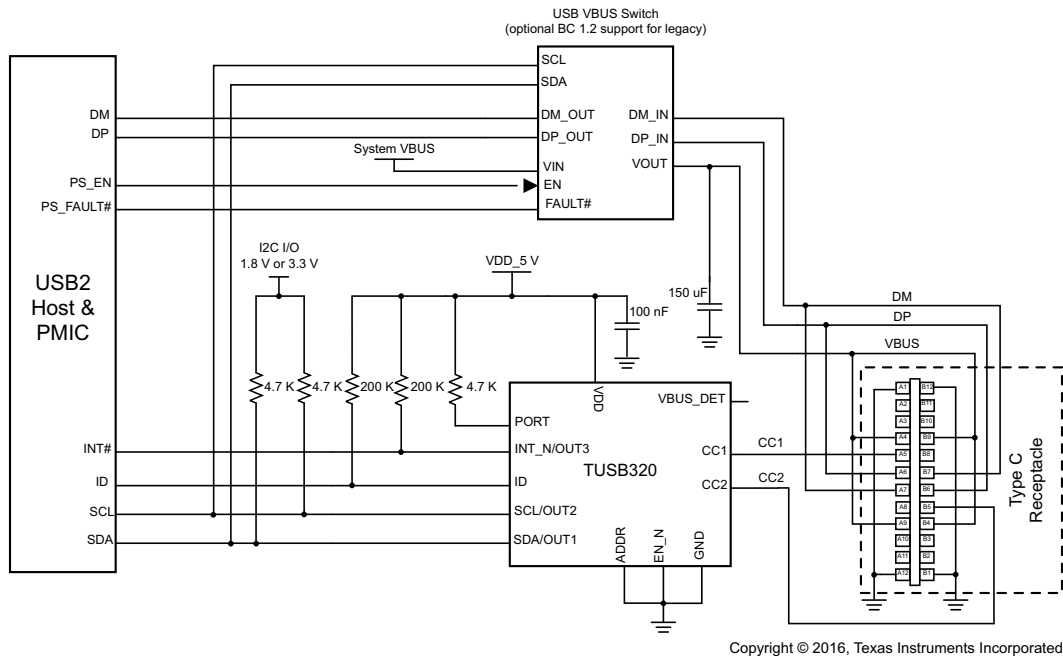 USB VBUS Switch
(optional BC 1.2 support for legacy)
SCL
SDA
DM
DM_OUT
DM_IN
DP
DP_OUT
DP_IN
System VBUS
VIN
VOUT
PS_EN
EN
PS_FAULT#
FAULT#
I2C I/O
1.8 V or 3.3 V
VDD_5 V
USB2
Host &
PMIC
150 uF
100 nF
DM
DP
VBUS
4.7 K
4.7 K
200 K
200 K
4.7 K
VDD
VBUS_DET
PORT
INT#
INT_N/OUT3
CC1
CC1
TUSB320
ID
ID
CC2
CC2
SCL
SCL/OUT2
SDA
SDA/OUT1
ADDR
EN_N
GND
A1 B12
A2 B11
A3 B10
A4 B9
A5 B8
A6 B7
A7 B6
A8 B5
A9 B4
A10 B3
A11 B2
A12 B1
Type C
Receptacle
Copyright © 2016, Texas Instruments Incorporated